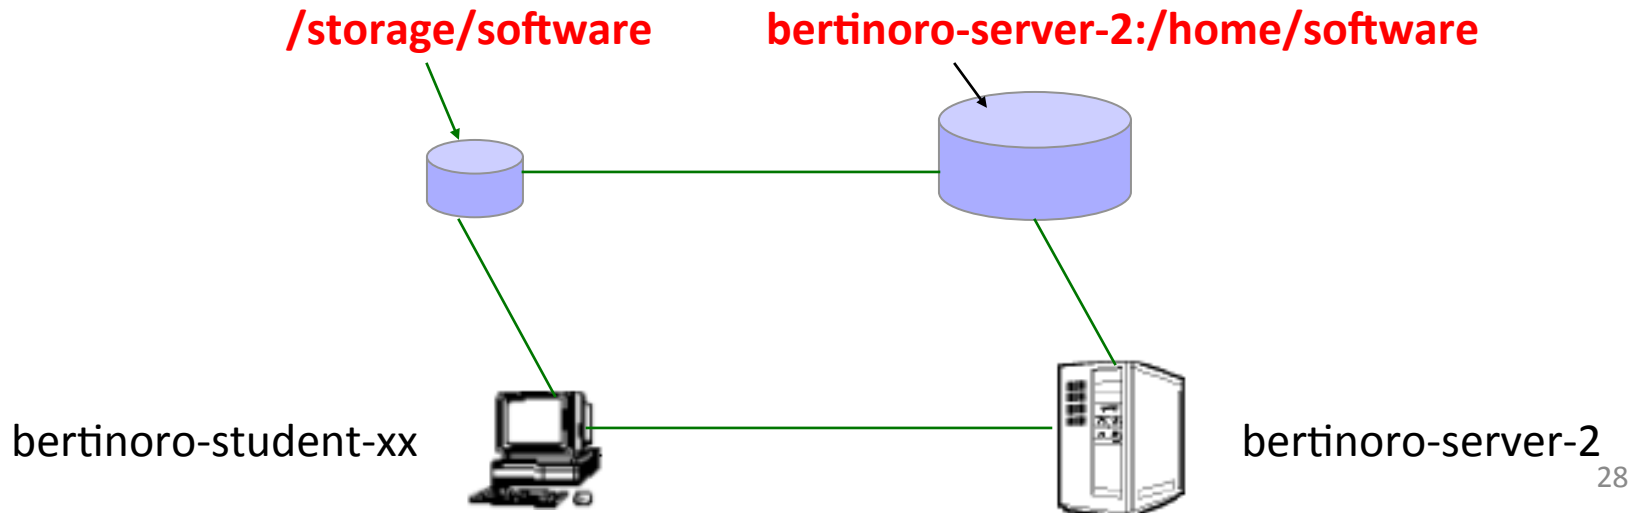 /storage/software
bertinoro-server-2:/home/software
bertinoro-student-xx
bertinoro-server-2
28